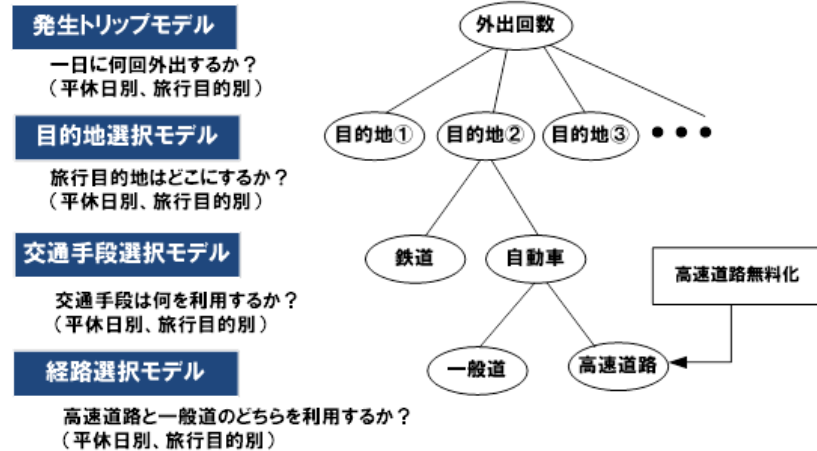 発生トリップモデル
一日に何回外出するか？
（平休日別、旅行目的別）
目的地選択モデル
旅行目的地はどこにするか？
（平休日別、旅行目的別）
交通手段選択モデル
交通手段は何を利用するか？
（平休日別、旅行目的別）
経路選択モデル
高速道路と一般道のどちらを利用するか？
（平休日別、旅行目的別）
外出回数
目的地①
目的地②
目的地③
●●●
鉄道
自動車
高速道路無料化
一般道
高速道路